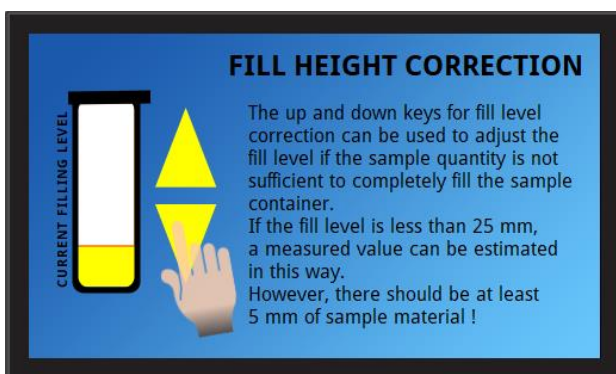 FILL HEIGHT CORRECTION
CURRENT FILLING LEVEL
The up and down keys for fill level
correction can be used to adjust the
fill level if the sample quantity is not
sufficient to completely fill the sample
container.
If the fill level is less than 25 mm,
a measured value can be estimated
in this way.
However, there should be at least
5 mm of sample material !